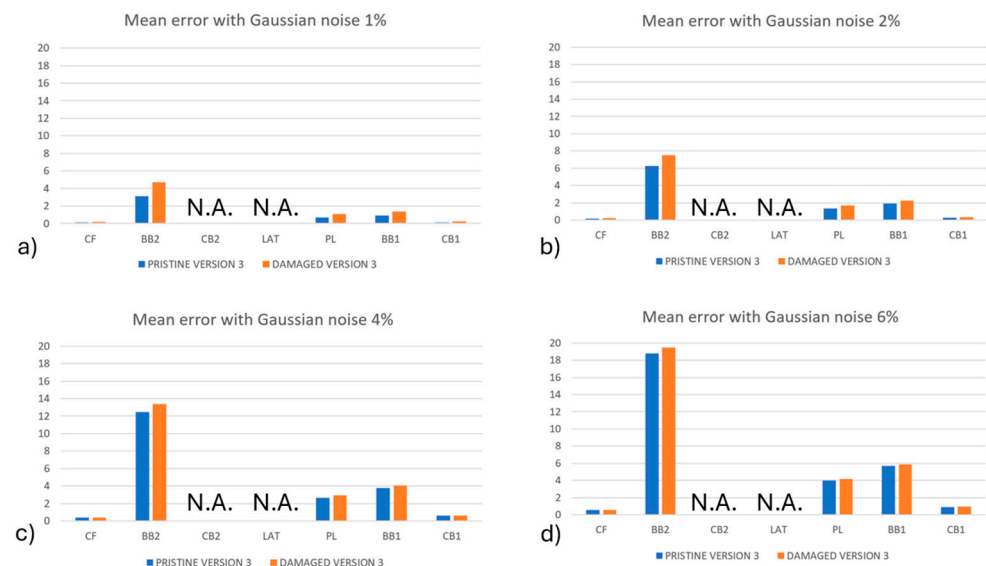 Mean error with Gaussian noise 1%
20
18
16
14
12
10
8
6
4
2
0
N.A. N.A.
CF BB2 CB2 LAT PL BB1 CB1
a)
PRISTINE VERSION 3 DAMAGED VERSION 3
Mean error with Gaussian noise 2%
20
18
16
14
12
10
8
6
4
2
0
N.A. N.A.
CF BB2 CB2 LAT PL BB1 CB1
b)
PRISTINE VERSION 3 DAMAGED VERSION 3
Mean error with Gaussian noise 4%
20
18
16
14
12
10
8
6
4
2
0
N.A. N.A.
CF BB2 CB2 LAT PL BB1 CB1
c)
PRISTINE VERSION 3 DAMAGED VERSION 3
Mean error with Gaussian noise 6%
20
18
16
14
12
10
8
6
4
2
0
N.A. N.A.
CF BB2 CB2 LAT PL BB1 CB1
d)
PRISTINE VERSION 3 DAMAGED VERSION 3